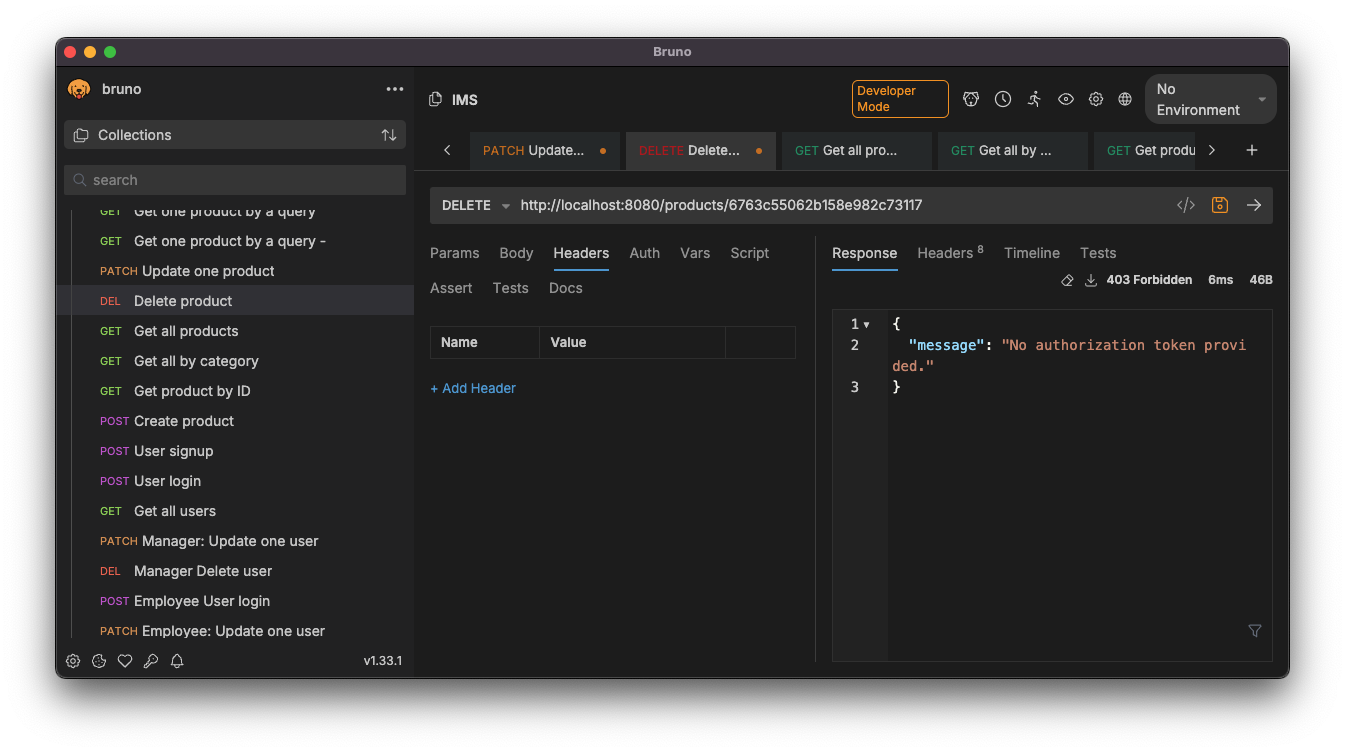 Bruno
bruno
Collections
search
GET Get one product by a query
GET Get one product by a query -
PATCH Update one product
DEL Delete product
GET Get all products
GET Get all by category
GET Get product by ID
POST Create product
POST User signup
POST User login
GET Get all users
PATCH Manager: Update one user
DEL Manager Delete user
POST Employee User login
PATCH Employee: Update one user
v1.33.1
IMS
Developer
Mode
No
Environment
PATCH Update...
DELETE Delete...
GET Get all pro...
GET Get all by ...
GET Get produ
DELETE http://localhost:8080/products/6763c55062b158e982c73117
Params Body Headers Auth Vars Script
Assert Tests Docs
Name Value
+ Add Header
Response Headers 8 Timeline Tests
403 Forbidden 6ms 46B
1 {
2 "message": "No authorization token provi
ded."
3 }